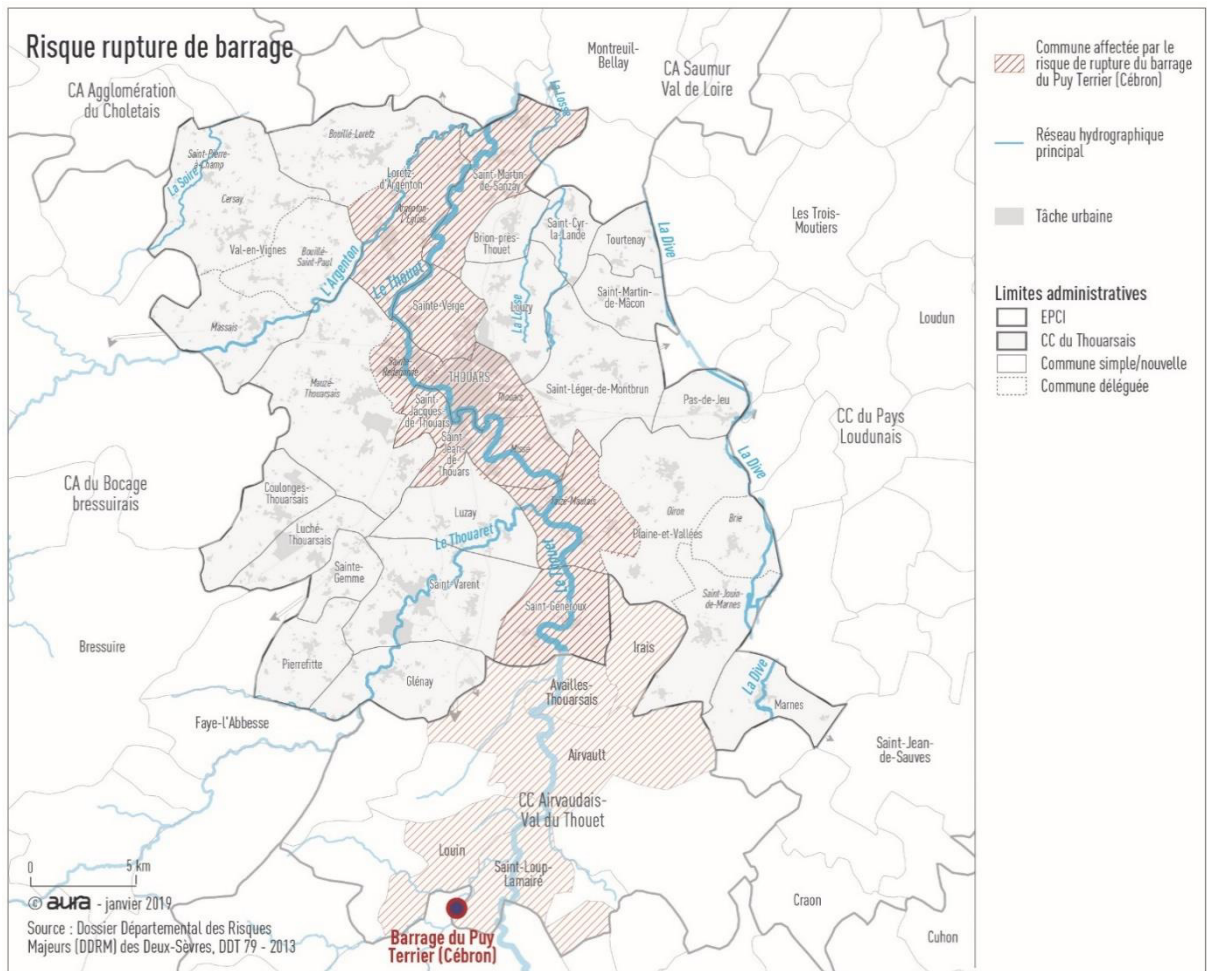 Risque rupture de barrage
Montreuil-
Bellay
CA Saumur
Val de Loire
CA Agglomération
du Choletais
La Losse
Bouillé-Loretz
Saint-Pierre-
à-Champ
La Soire
Cersay
Loretz-
d'Argenton
Argenton-
l'Église
Saint-Martin-
de-Sanzay
Val-en-Vignes
Bouillé-
Saint-Paul
L'Argenton
Le Thouet
Brion-près-
Thouet
Saint-Cyr-
la-Lande
Tourtenay
La Dive
Les Trois-
Moutiers
Massais
Sainte-Verge
Louzy
La Losse
Saint-Martin-
de-Mâcon
Loudun
Mauzé-
Thouarsais
Sainte-
Radegonde
THOUARS
Thouars
Saint-
Jacques-
de-Thouars
Saint-Léger-de-Montbrun
Pas-de-Jeu
CC du Pays
Loudunais
Saint-
Jean-
de-
Thouars
Missé
La Dive
CA du Bocage
bressuirais
Coulonges-
Thouarsais
Luzay
Taizé-Maulais
Oiron
Brie
Luché-
Thouarsais
Le Thouaret
Plaine-et-Vallées
Le Thouet
Sainte-
Gemme
Saint-Varent
Saint-Généroux
Saint-Jouin-
de-Marnes
Bressuire
Irais
Pierrefitte
Glénay
Availles-
Thouarsais
La Dive
Marnes
Faye-l'Abbesse
Airvault
Saint-Jean-
de-Sauves
CC Airvaudais-
Val du Thouet
Louin
Saint-Loup-
Lamairé
Craon
Cuhon
Barrage du Puy
Terrier (Cébron)
0 5 km
© aura - janvier 2019
Source : Dossier Départemental des Risques
Majeurs (DDRM) des Deux-Sèvres, DDT 79 - 2013
Commune affectée par le
risque de rupture du barrage
du Puy Terrier (Cébron)
Réseau hydrographique
principal
Tâche urbaine
Limites administratives
EPCI
CC du Thouarsais
Commune simple/nouvelle
Commune déléguée